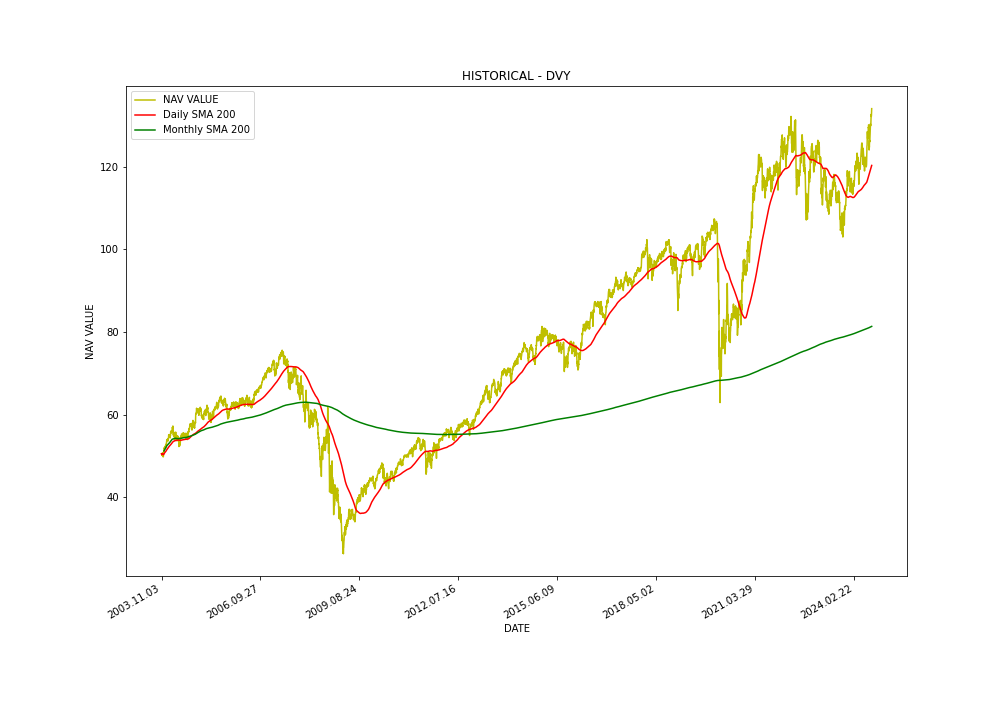 HISTORICAL - DVY
NAV VALUE
Daily SMA 200
Monthly SMA 200
120
100
80
60
40
NAV VALUE
2003.11.03
2006.09.27
2009.08.24
2012.07.16
2015.06.09
2018.05.02
2021.03.29
2024.02.22
DATE